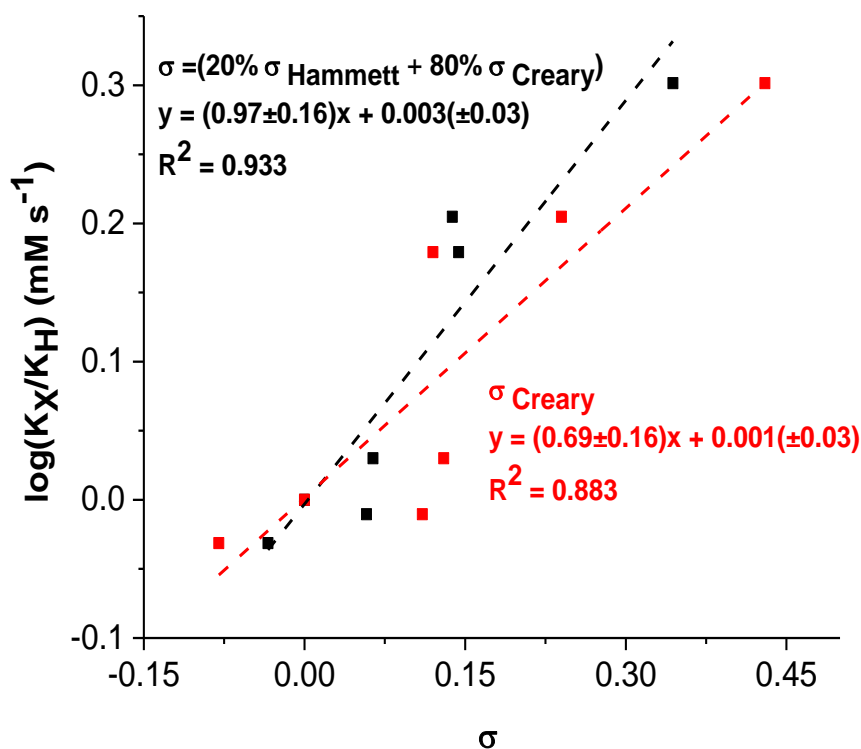 σ =(20% σ Hammett + 80% σ Creary)
y = (0.97±0.16)x + 0.003(±0.03)
R² = 0.933
σ Creary
y = (0.69±0.16)x + 0.001(±0.03)
R² = 0.883
log(KX/KH) (mM s⁻¹)
0.3
0.2
0.1
0.0
-0.1
-0.15 0.00 0.15 0.30 0.45
σ